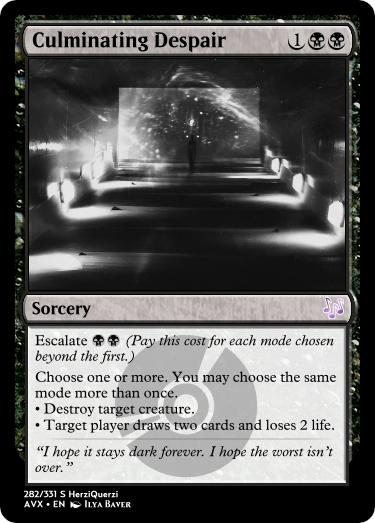 Culminating Despair 1
Sorcery
Escalate (Pay this cost for each mode chosen
beyond the first.)
Choose one or more. You may choose the same
mode more than once.
• Destroy target creature.
• Target player draws two cards and loses 2 life.
“I hope it stays dark forever. I hope the worst isn’t
over.”
282/331 S HerziQuerzi
AVX • EN Ilya Baver